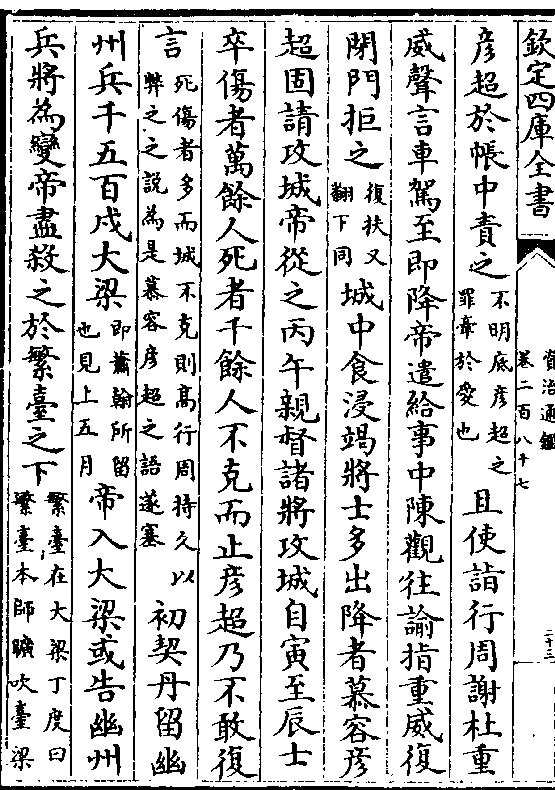 欽定四庫全書
資治通鑑
卷二百八十七
二十三
彦超於帳中責之
不明底彦超之
罪牽於愛也
且使詣行周謝杜重
威聲言車駕至即降帝遣給事中陳觀往諭指重威復
閉門拒之
復扶又
翻下同
城中食浸竭將士多出降者慕容彦
超固請攻城帝從之丙午親督諸將攻城自寅至辰士
卒傷者萬餘人死者千餘人不克而止彦超乃不敢復
言
死傷者多而城不克則髙行周持久以
弊之之說為是慕容彦超之語遂塞
初契丹留幽
州兵千五百戍大梁
即蕭翰所留
也見上五月
帝入大梁或告幽州
兵將為變帝盡殺之於繁臺之下
繁臺在大梁丁度曰
繁臺本師曠吹臺梁